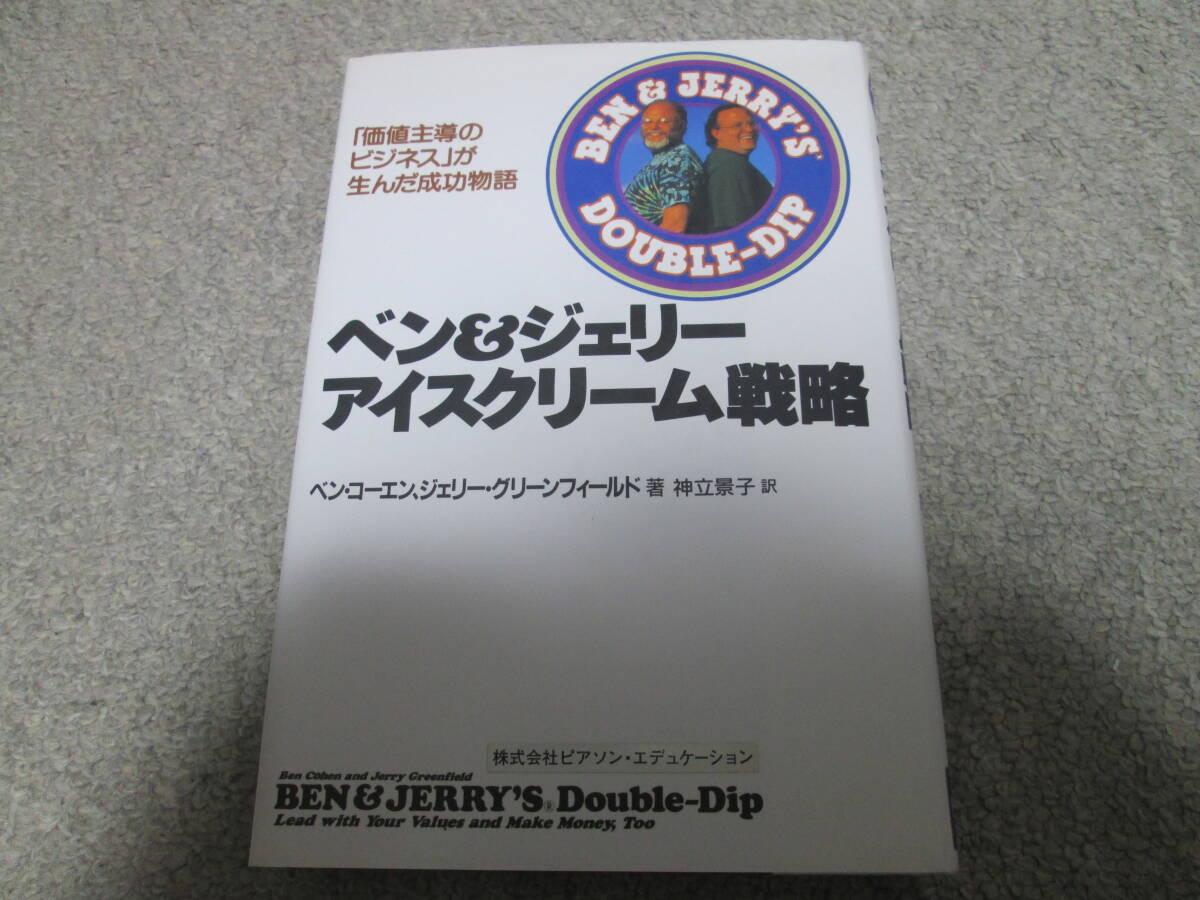 「価値主導の
ビジネス」が
生んだ成功物語
BEN & JERRY'S
DOUBLE-DIP
ベン&ジェリー
アイスクリーム戦略
ベン・コーエン、ジェリー・グリーンフィールド 著 神立景子 訳
株式会社ピアソン・エデュケーション
Ben Cohen and Jerry Greenfield
BEN & JERRY'S® Double-Dip
Lead with Your Values and Make Money, Too